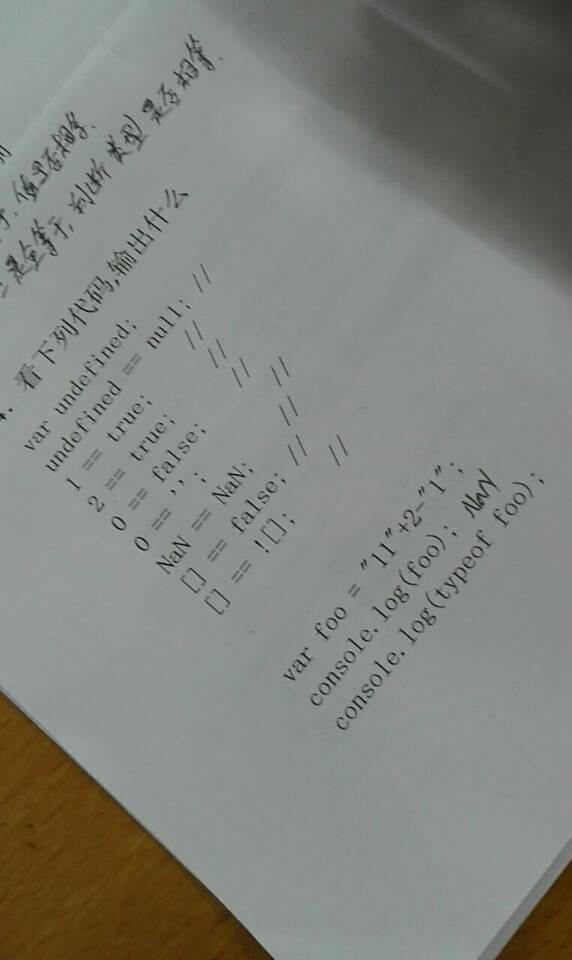 值是否相等.
是全等于, 判断 类型 是否相等.
4. 看下列代码,输出什么
var undefined;
undefined == null; //
1 == true; //
2 == true; //
0 == false; //
0 == ''; //
NaN == NaN; //
[] == false; //
[] == ![]; //
var foo = "11"+2-"1";
console.log(foo); NaN
console.log(typeof foo);